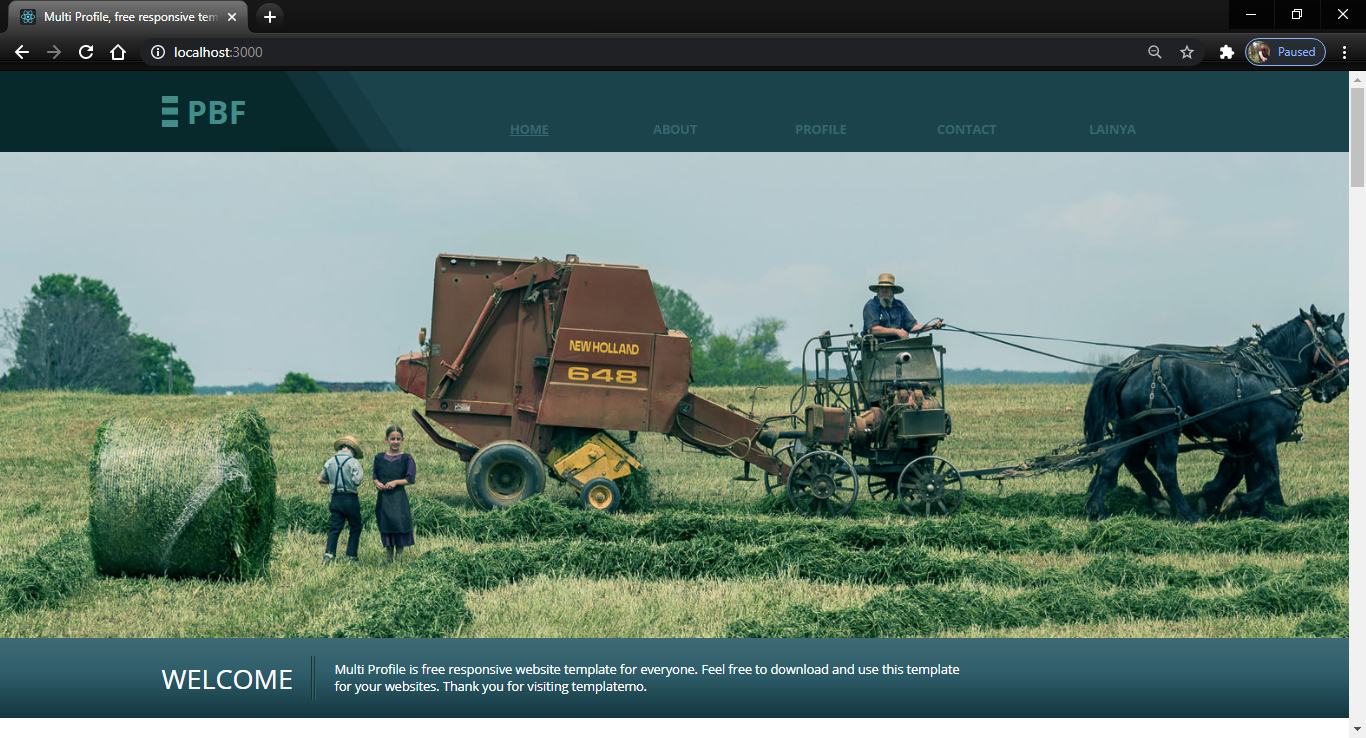 Multi Profile, free responsive tem
localhost:3000
Paused
PBF
HOME ABOUT PROFILE CONTACT LAINYA
NEW HOLLAND
648
WELCOME
Multi Profile is free responsive website template for everyone. Feel free to download and use this template
for your websites. Thank you for visiting templatemo.